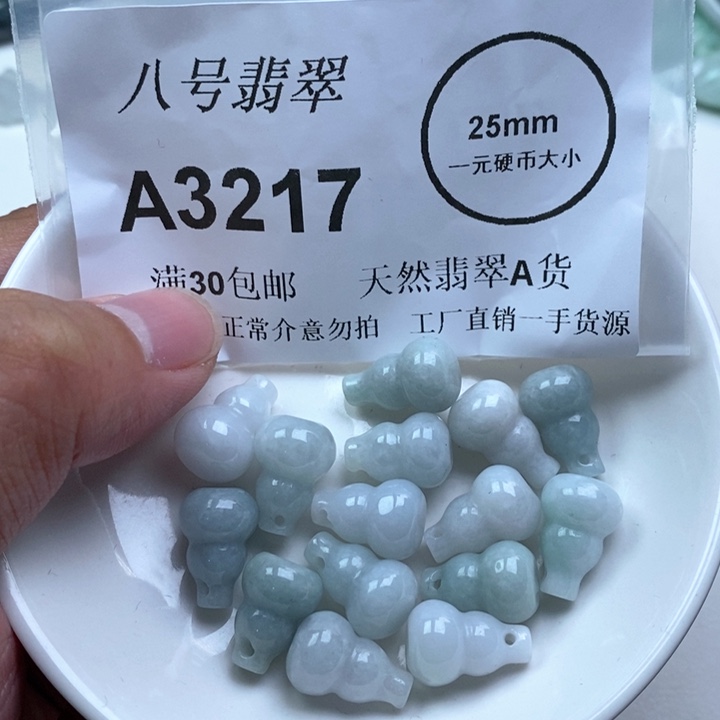 八号翡翠
25mm
一元硬币大小
A3217
满30包邮 天然翡翠A货
正常介意勿拍 工厂直销一手货源